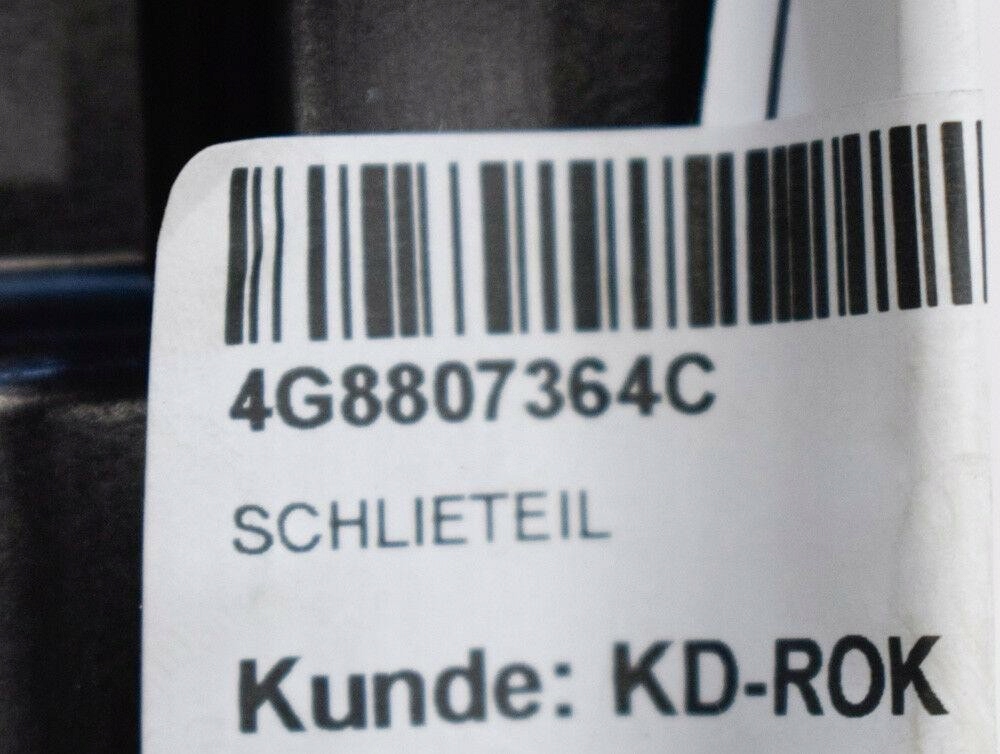 4G8807364C
SCHLIETEIL
Kunde: KD-ROK